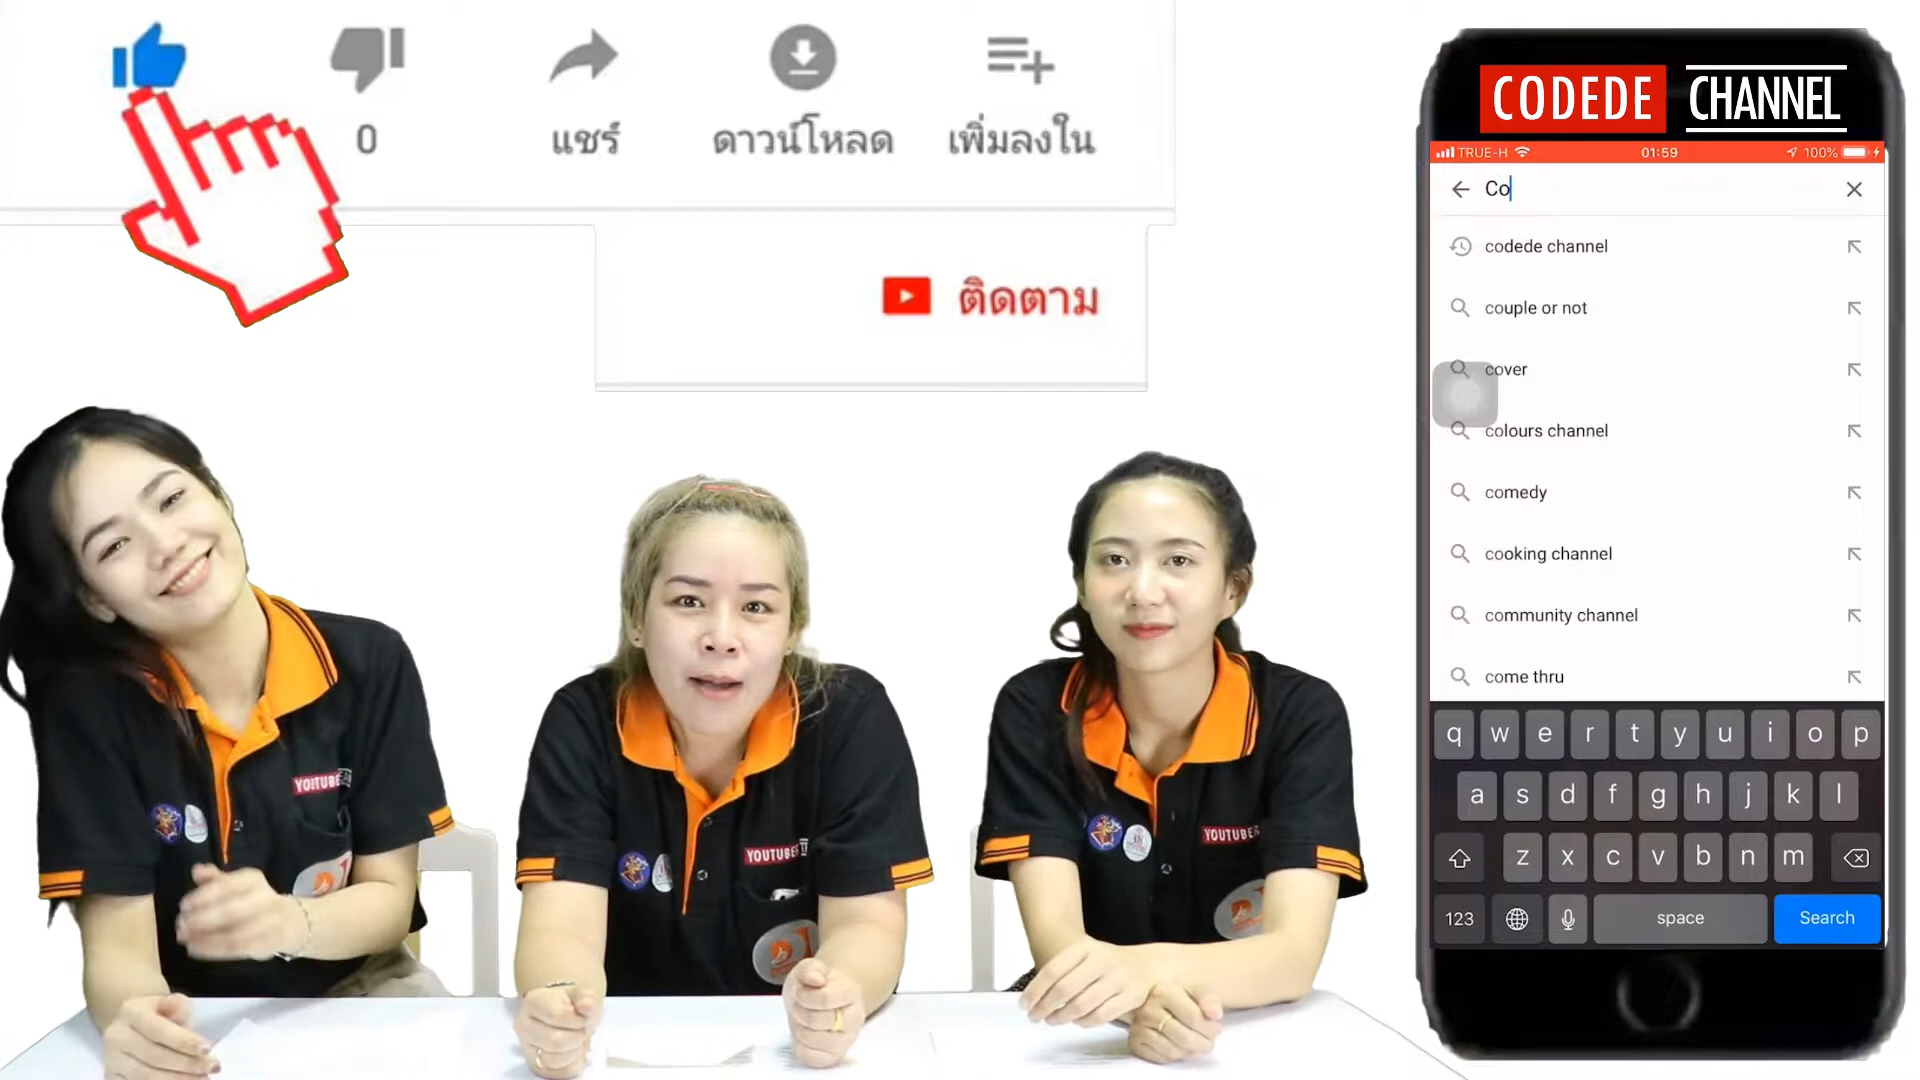 0
แชร์
ดาวน์โหลด
เพิ่มลงใน
ติดตาม
CODEDE CHANNEL
TRUE-H
01:59
100%
Co
codede channel
couple or not
cover
colours channel
comedy
cooking channel
community channel
come thru
q w e r t y u i o p
a s d f g h j k l
z x c v b n m
123
space
Search
YOUTUBE
YOUTUBER
YOUTUBER